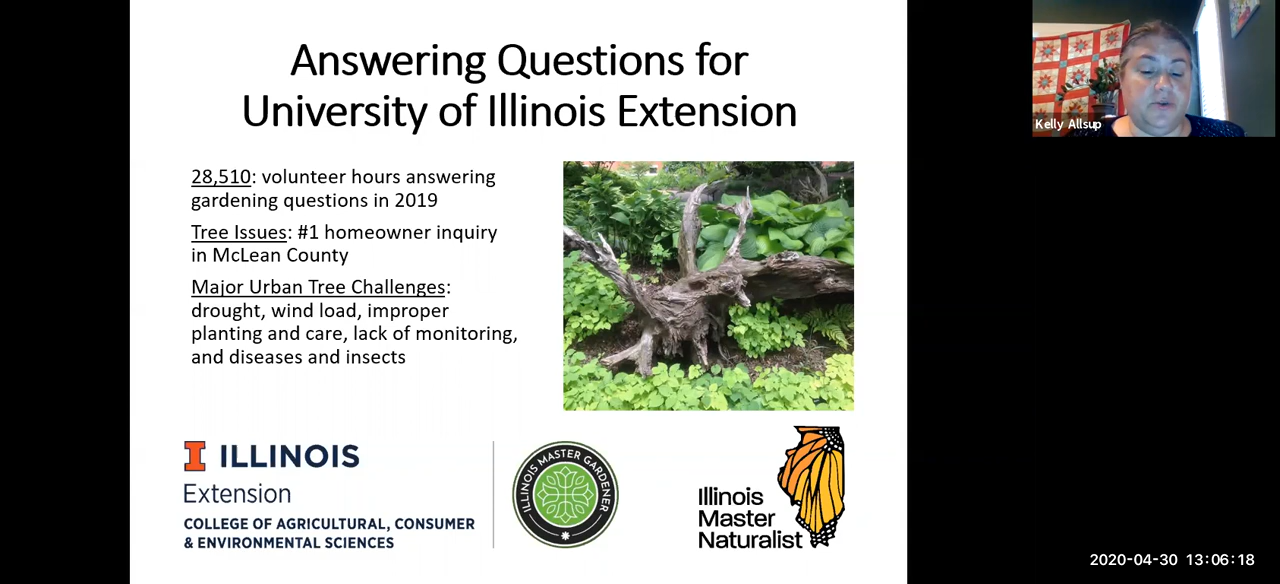 Answering Questions for
University of Illinois Extension
28,510: volunteer hours answering
gardening questions in 2019
Tree Issues: #1 homeowner inquiry
in McLean County
Major Urban Tree Challenges:
drought, wind load, improper
planting and care, lack of monitoring,
and diseases and insects
I ILLINOIS
Extension
COLLEGE OF AGRICULTURAL, CONSUMER
& ENVIRONMENTAL SCIENCES
ILLINOIS MASTER GARDENER
Illinois
Master
Naturalist
Kelly Allsup
2020-04-30 13:06:18